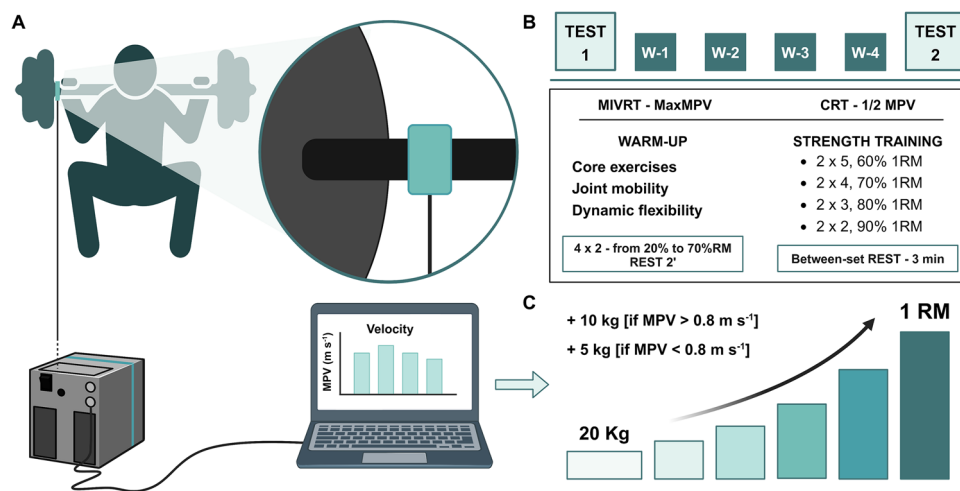 A
Velocity
MPV (m s⁻¹)
B
TEST
1
W-1
W-2
W-3
W-4
TEST
2
MIVRT - MaxMPV
WARM-UP
Core exercises
Joint mobility
Dynamic flexibility
4 x 2 - from 20% to 70%RM
REST 2'
CRT - 1/2 MPV
STRENGTH TRAINING
• 2 x 5, 60% 1RM
• 2 x 4, 70% 1RM
• 2 x 3, 80% 1RM
• 2 x 2, 90% 1RM
Between-set REST - 3 min
C
+ 10 kg [if MPV > 0.8 m s⁻¹]
+ 5 kg [if MPV < 0.8 m s⁻¹]
20 Kg
1 RM